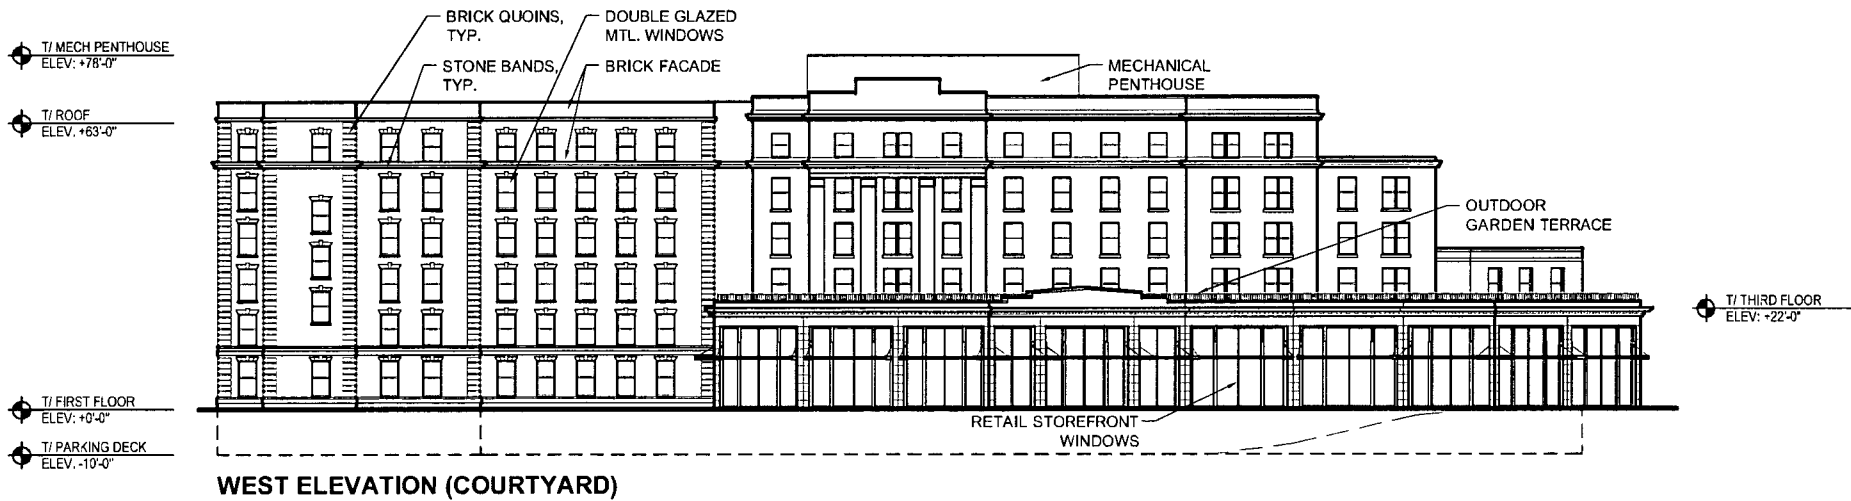 BRICK QUOINS,
TYP.
DOUBLE GLAZED
MTL. WINDOWS
T/ MECH PENTHOUSE
ELEV: +78'-0"
STONE BANDS,
TYP.
BRICK FACADE
MECHANICAL
PENTHOUSE
T/ ROOF
ELEV. +63'-0"
OUTDOOR
GARDEN TERRACE
T/ THIRD FLOOR
ELEV: +22'-0"
T/ FIRST FLOOR
ELEV: +0'-0"
RETAIL STOREFRONT
WINDOWS
T/ PARKING DECK
ELEV. -10'-0"
WEST ELEVATION (COURTYARD)